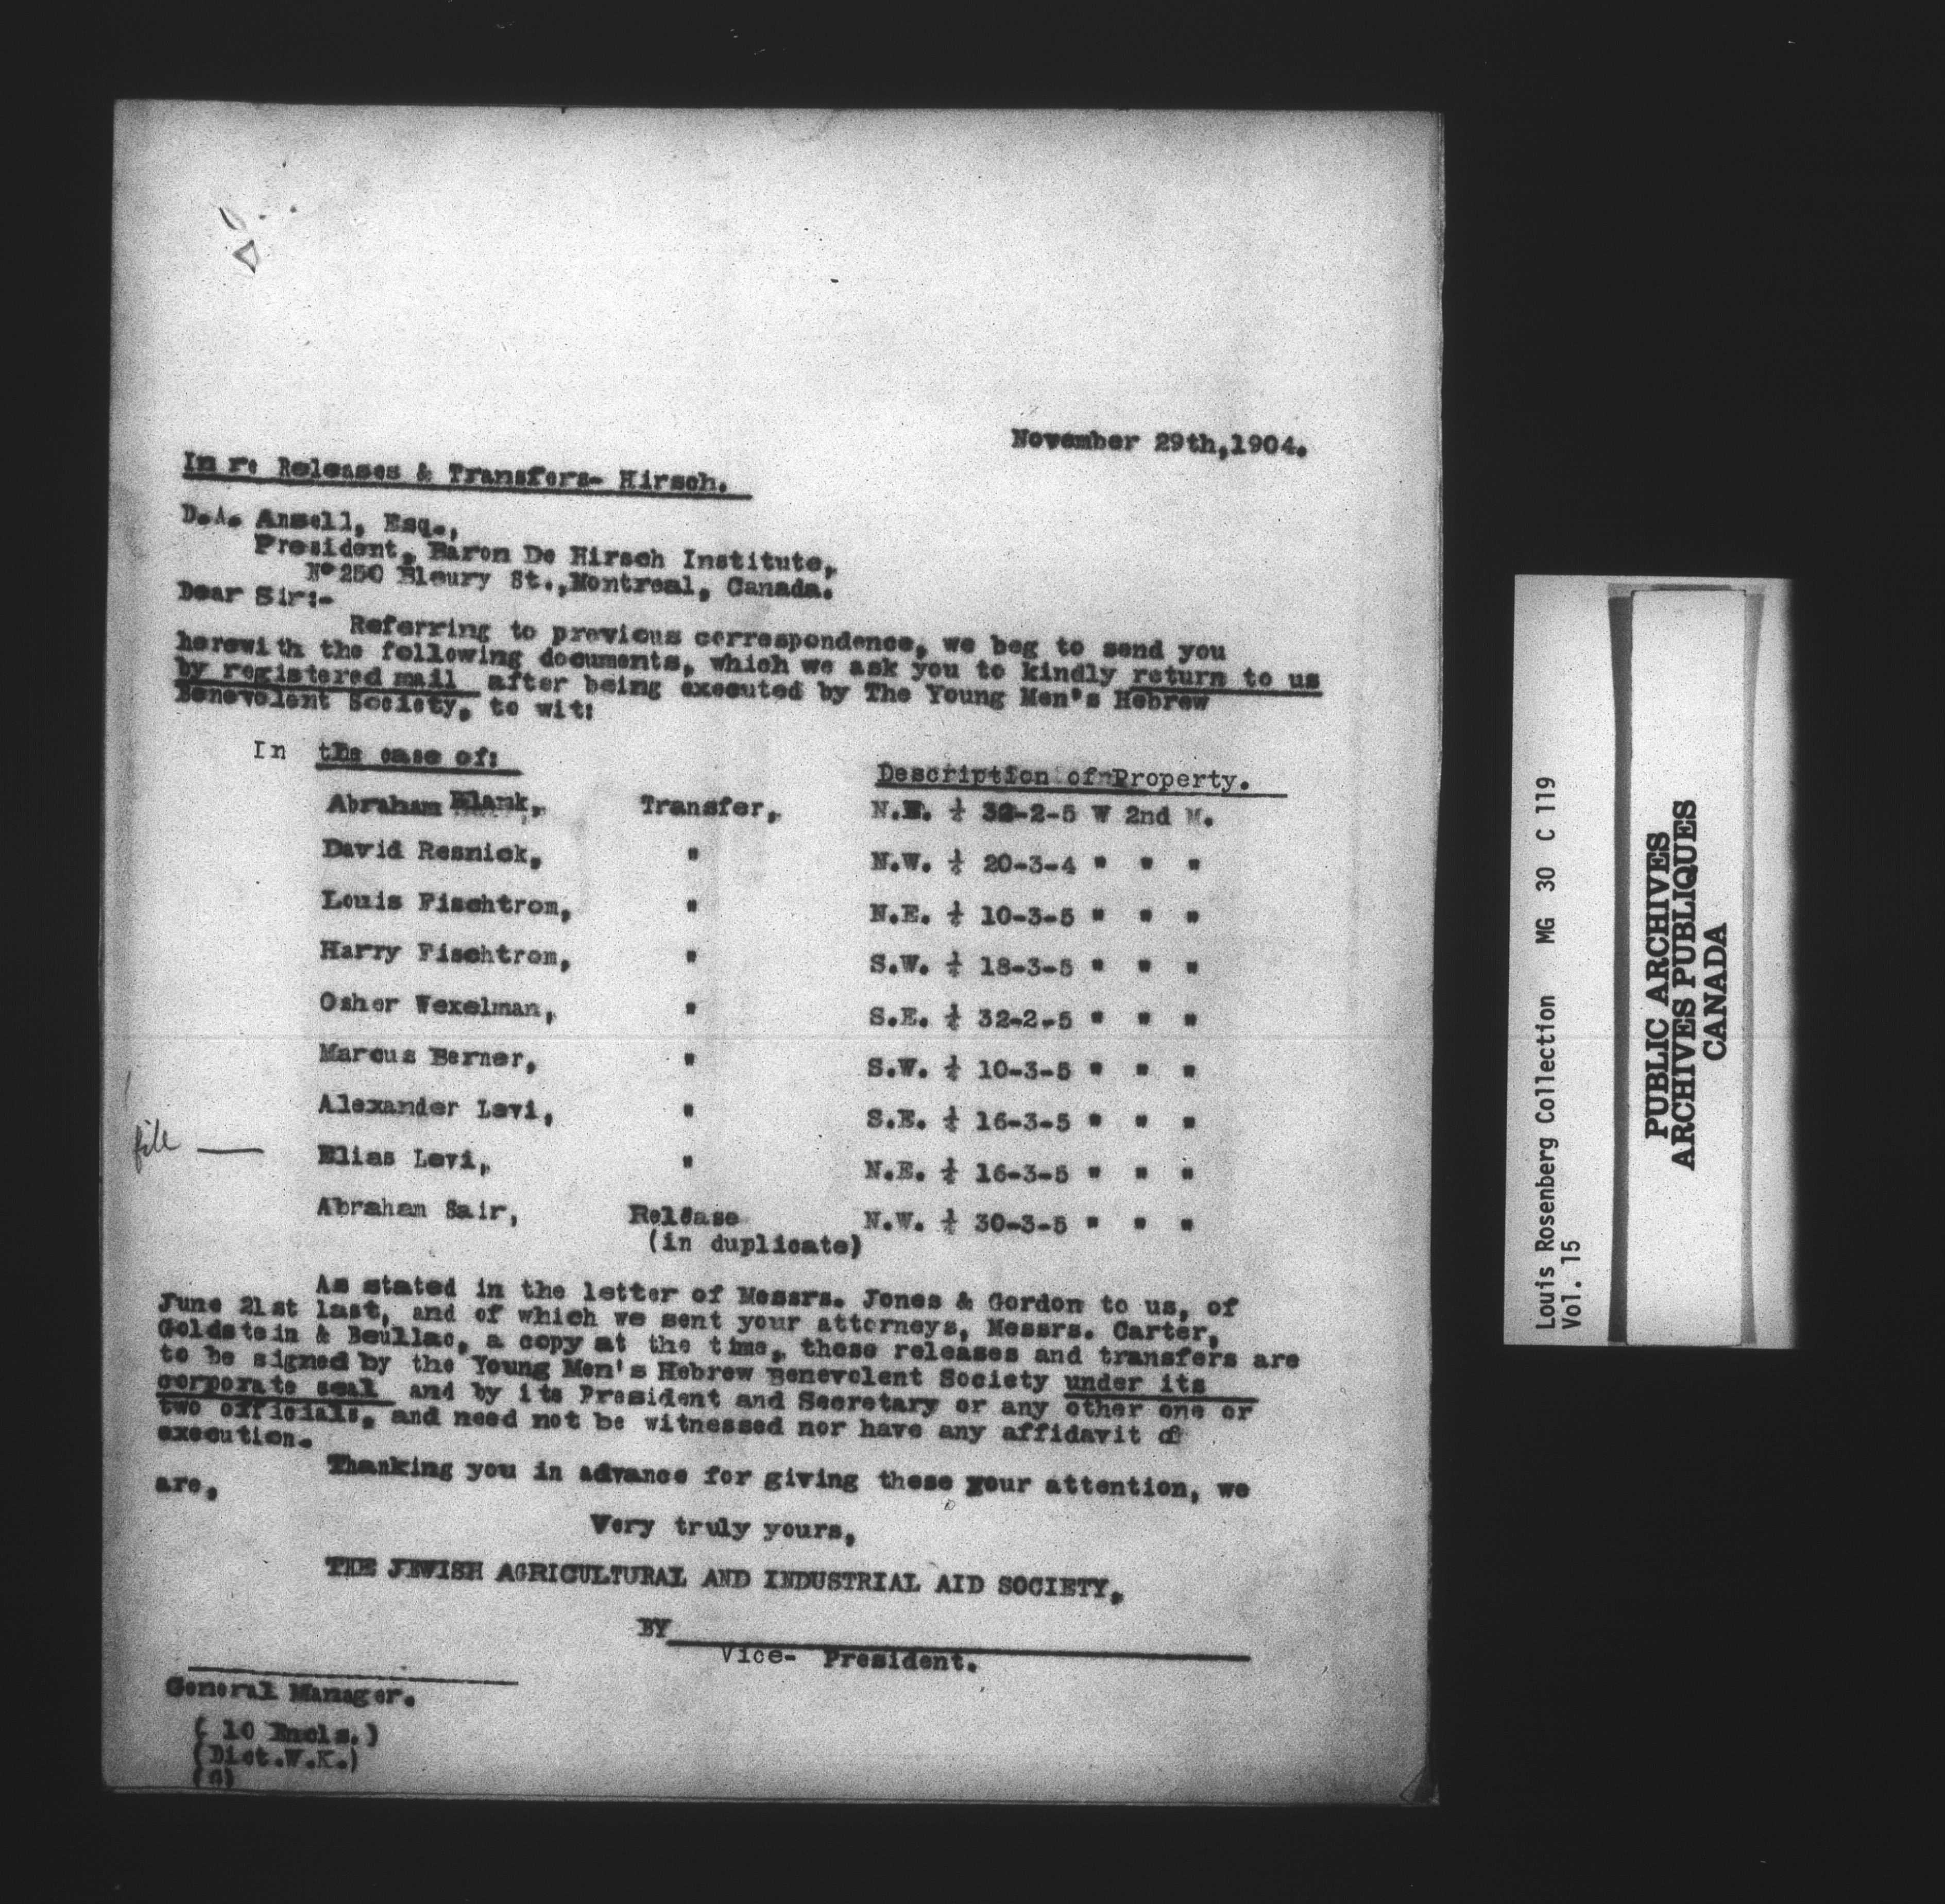 November 29th,1904.
In re Releases & Transfers- Hirsch.
D.A. Ansell, Esq.,
President, Baron De Hirsch Institute,
No 250 Bleury St.,Montreal, Canada.
Dear Sir:-
Referring to previous correspondence, we beg to send you
herewith the following documents, which we ask you to kindly return to us
by registered mail after being executed by The Young Men's Hebrew
Benevolent Society, to wit:
In the case of: Description of Property.
Abraham Blank, Transfer, N.E. ¼ 32-2-5 W 2nd M.
David Resnick, " N.W. ¼ 20-3-4 " " "
Louis Fischtrom, " N.E. ¼ 10-3-5 " " "
Harry Fischtrom, " S.W. ¼ 18-3-5 " " "
Osher Wexelman, " S.E. ¼ 32-2-5 " " "
Marcus Berner, " S.W. ¼ 10-3-5 " " "
Alexander Levi, " S.E. ¼ 16-3-5 " " "
file — Elias Levi, " N.E. ¼ 16-3-5 " " "
Abraham Sair, Release N.W. ¼ 30-3-5 " " "
(in duplicate)
As stated in the letter of Messrs. Jones & Gordon to us, of
June 21st last, and of which we sent your attorneys, Messrs. Carter,
Goldstein & Beullac, a copy at the time, these releases and transfers are
to be signed by the Young Men's Hebrew Benevolent Society under its
corporate seal and by its President and Secretary or any other one or
two officials, and need not be witnessed nor have any affidavit of
execution.
Thanking you in advance for giving these your attention, we
are,
Very truly yours,
THE JEWISH AGRICULTURAL AND INDUSTRIAL AID SOCIETY,
BY
Vice- President.
General Manager.
( 10 Encls.)
(Dict.W.K.)
Louis Rosenberg Collection MG 30 C 119
Vol. 15
PUBLIC ARCHIVES
ARCHIVES PUBLIQUES
CANADA